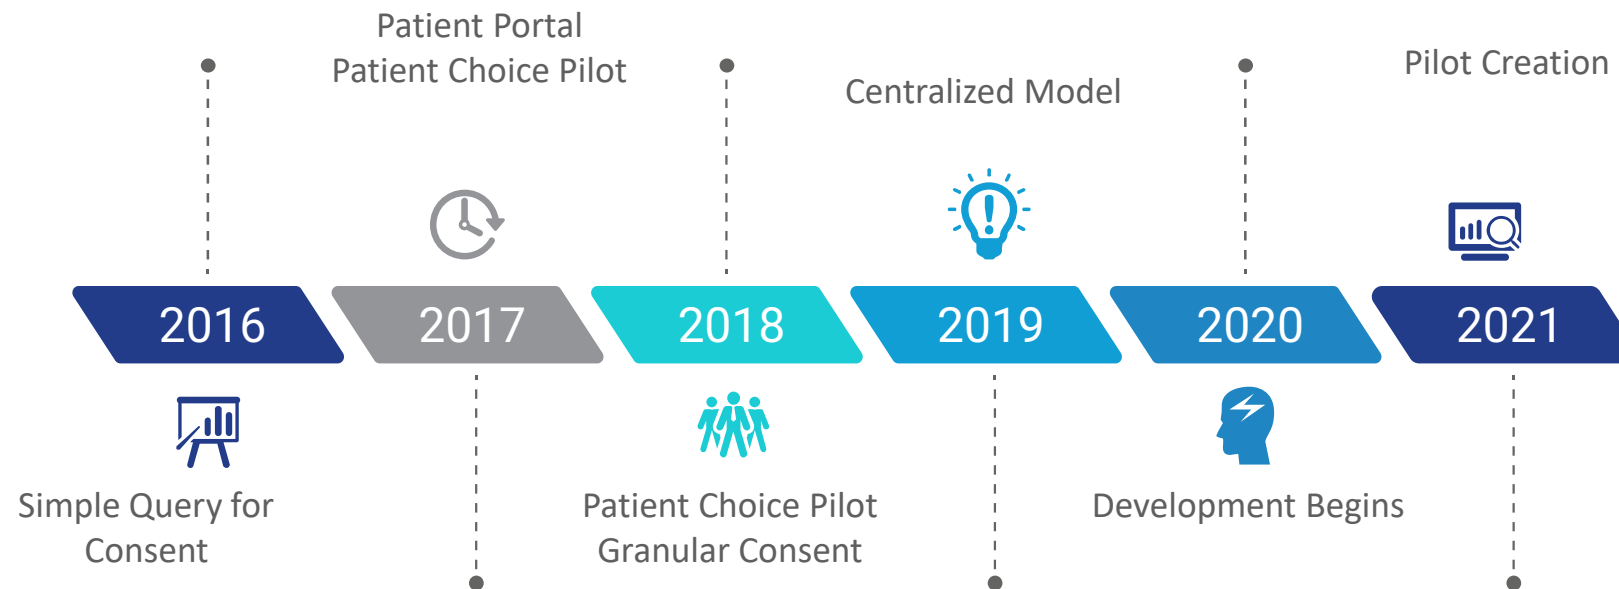 Patient Portal
Patient Choice Pilot
Centralized Model
Pilot Creation
2016
2017
2018
2019
2020
2021
Simple Query for
Consent
Patient Choice Pilot
Granular Consent
Development Begins